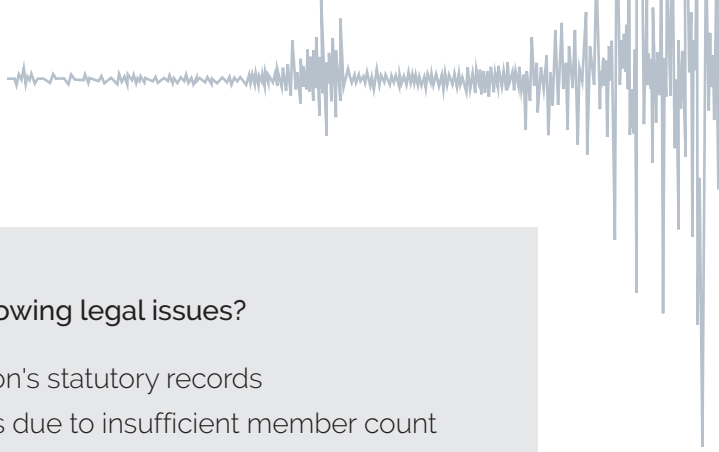 owing legal issues?
on's statutory records
s due to insufficient member count